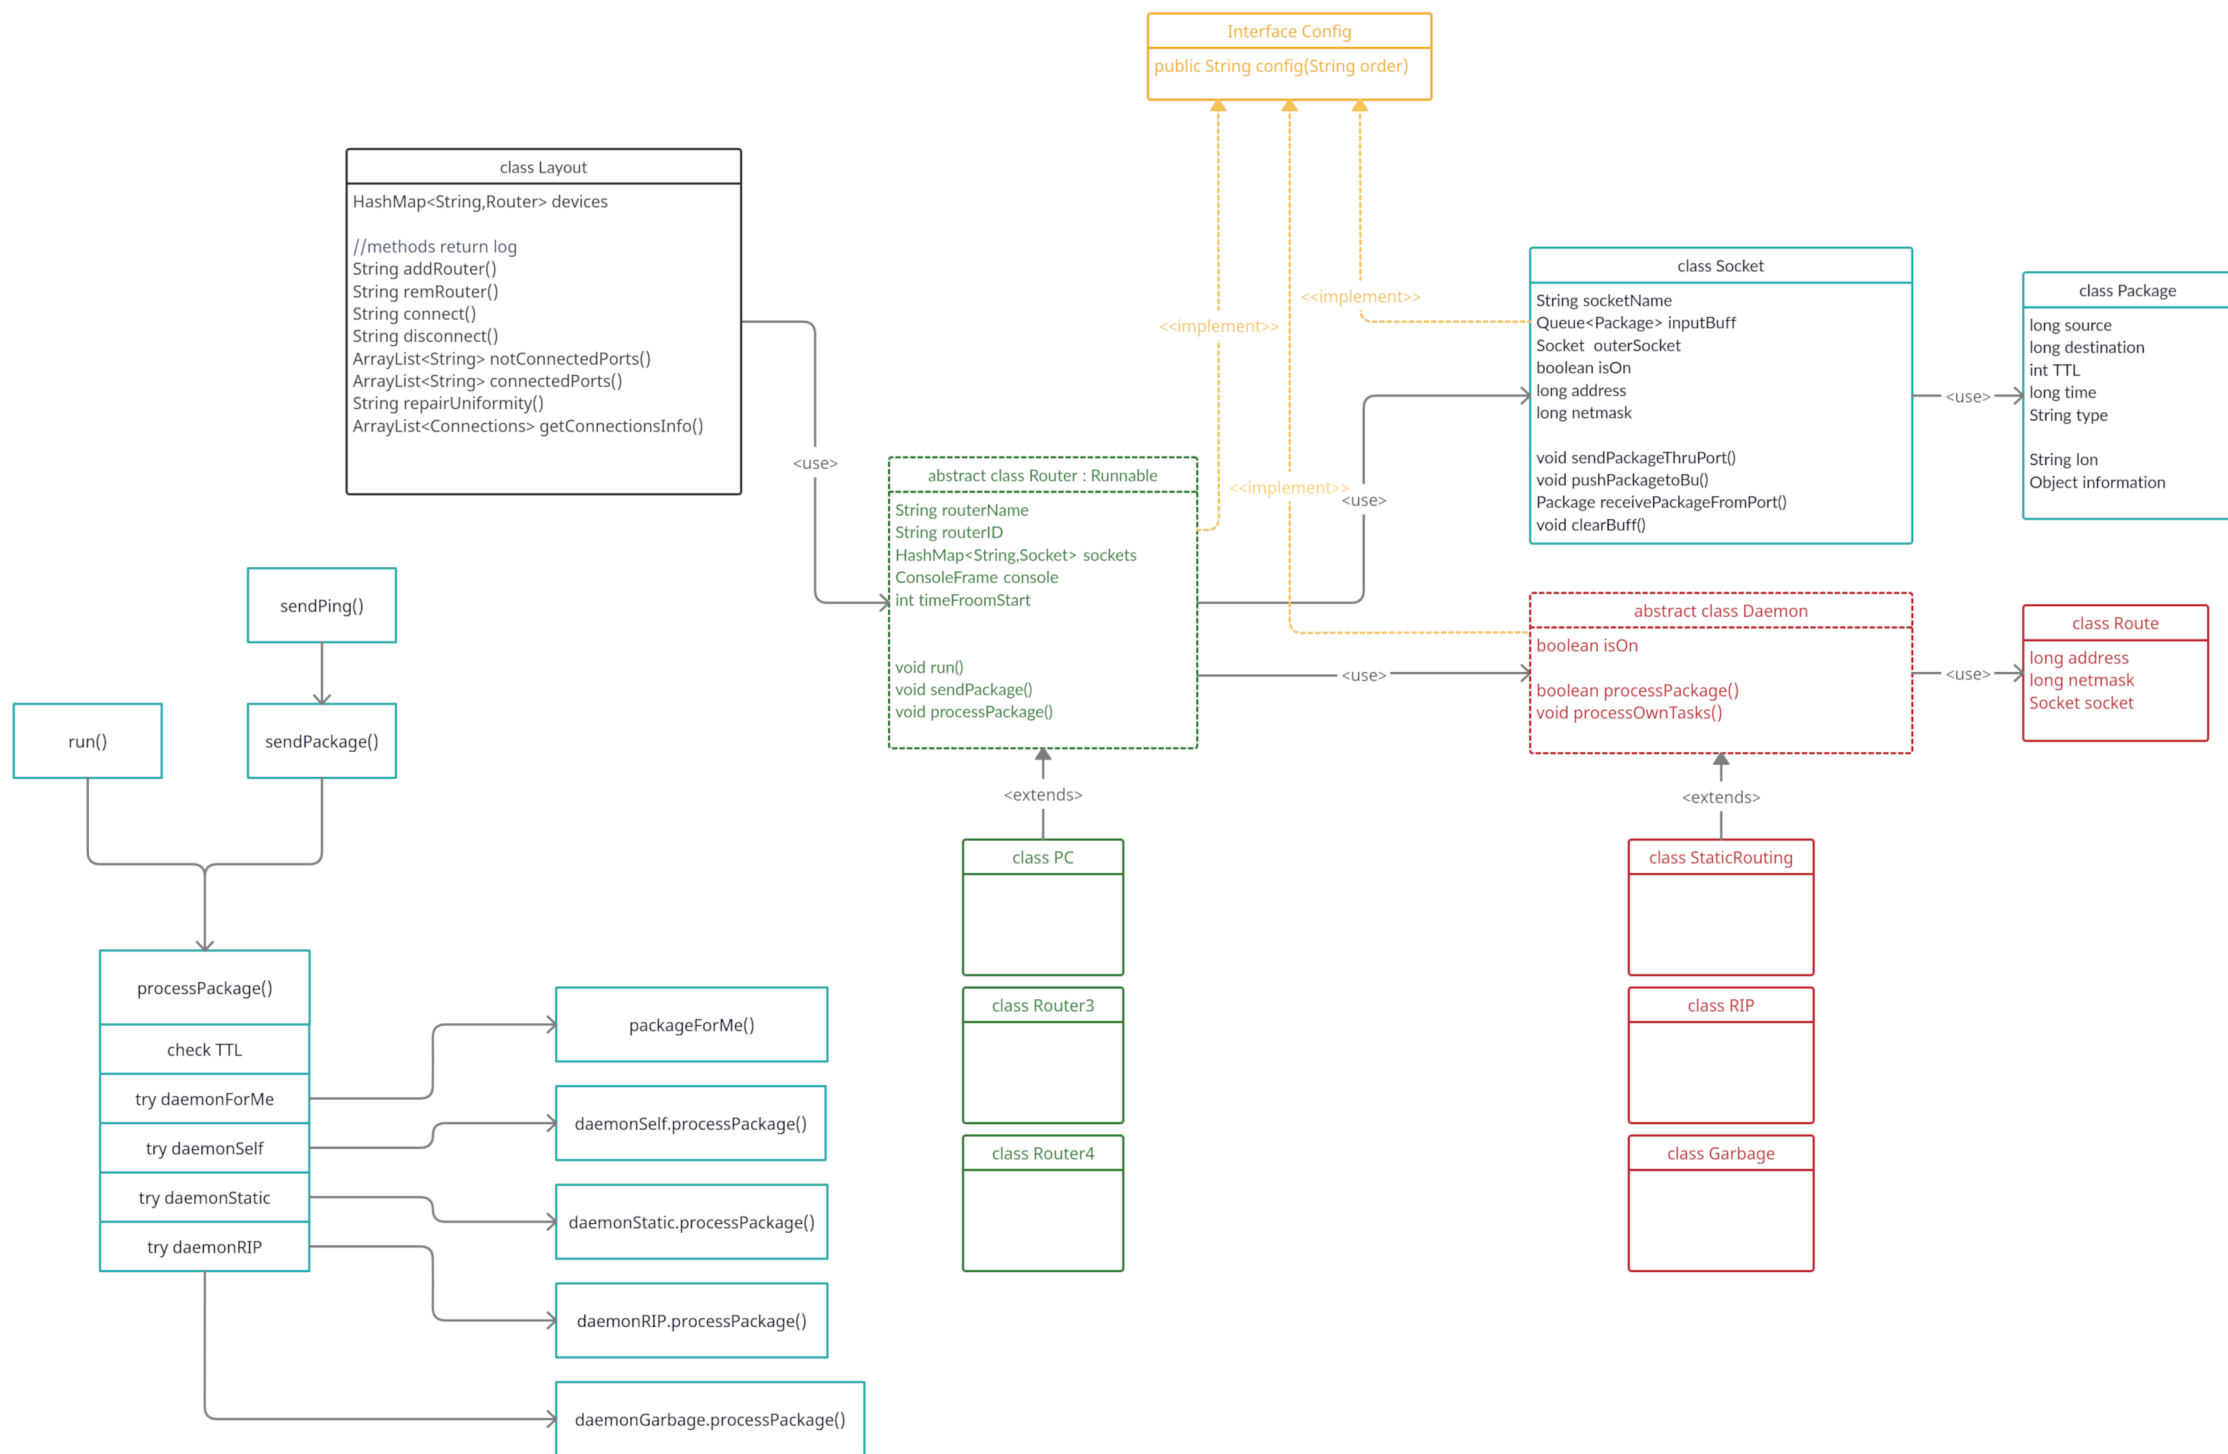 Interface Config
public String config(String order)
class Layout
HashMap<String,Router> devices
//methods return log
String addRouter()
String remRouter()
String connect()
String disconnect()
ArrayList<String> notConnectedPorts()
ArrayList<String> connectedPorts()
String repairUniformity()
ArrayList<Connections> getConnectionsInfo()
<use>
<<implement>>
<<implement>>
<<implement>>
<use>
class Socket
String socketName
Queue<Package> inputBuff
Socket outerSocket
boolean isOn
long address
long netmask
void sendPackageThruPort()
void pushPackagetoBu()
Package receivePackageFromPort()
void clearBuff()
<use>
class Package
long source
long destination
int TTL
long time
String type
String lon
Object information
abstract class Router : Runnable
String routerName
String routerID
HashMap<String,Socket> sockets
ConsoleFrame console
int timeFroomStart
void run()
void sendPackage()
void processPackage()
<use>
abstract class Daemon
boolean isOn
boolean processPackage()
void processOwnTasks()
<use>
class Route
long address
long netmask
Socket socket
<extends>
class PC
class Router3
class Router4
<extends>
class StaticRouting
class RIP
class Garbage
sendPing()
run()
sendPackage()
processPackage()
check TTL
try daemonForMe
try daemonSelf
try daemonStatic
try daemonRIP
packageForMe()
daemonSelf.processPackage()
daemonStatic.processPackage()
daemonRIP.processPackage()
daemonGarbage.processPackage()